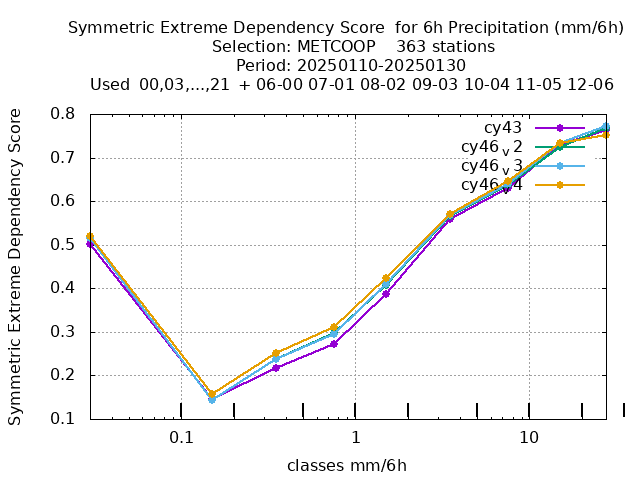 Symmetric Extreme Dependency Score  for 6h Precipitation (mm/6h)
Selection: METCOOP    363 stations
Period: 20250110-20250130
Used  00,03,...,21  + 06-00 07-01 08-02 09-03 10-04 11-05 12-06
Symmetric Extreme Dependency Score
0.8
0.7
0.6
0.5
0.4
0.3
0.2
0.1
cy43
cy46v2
cy46v3
cy46v4
0.1
1
10
classes mm/6h